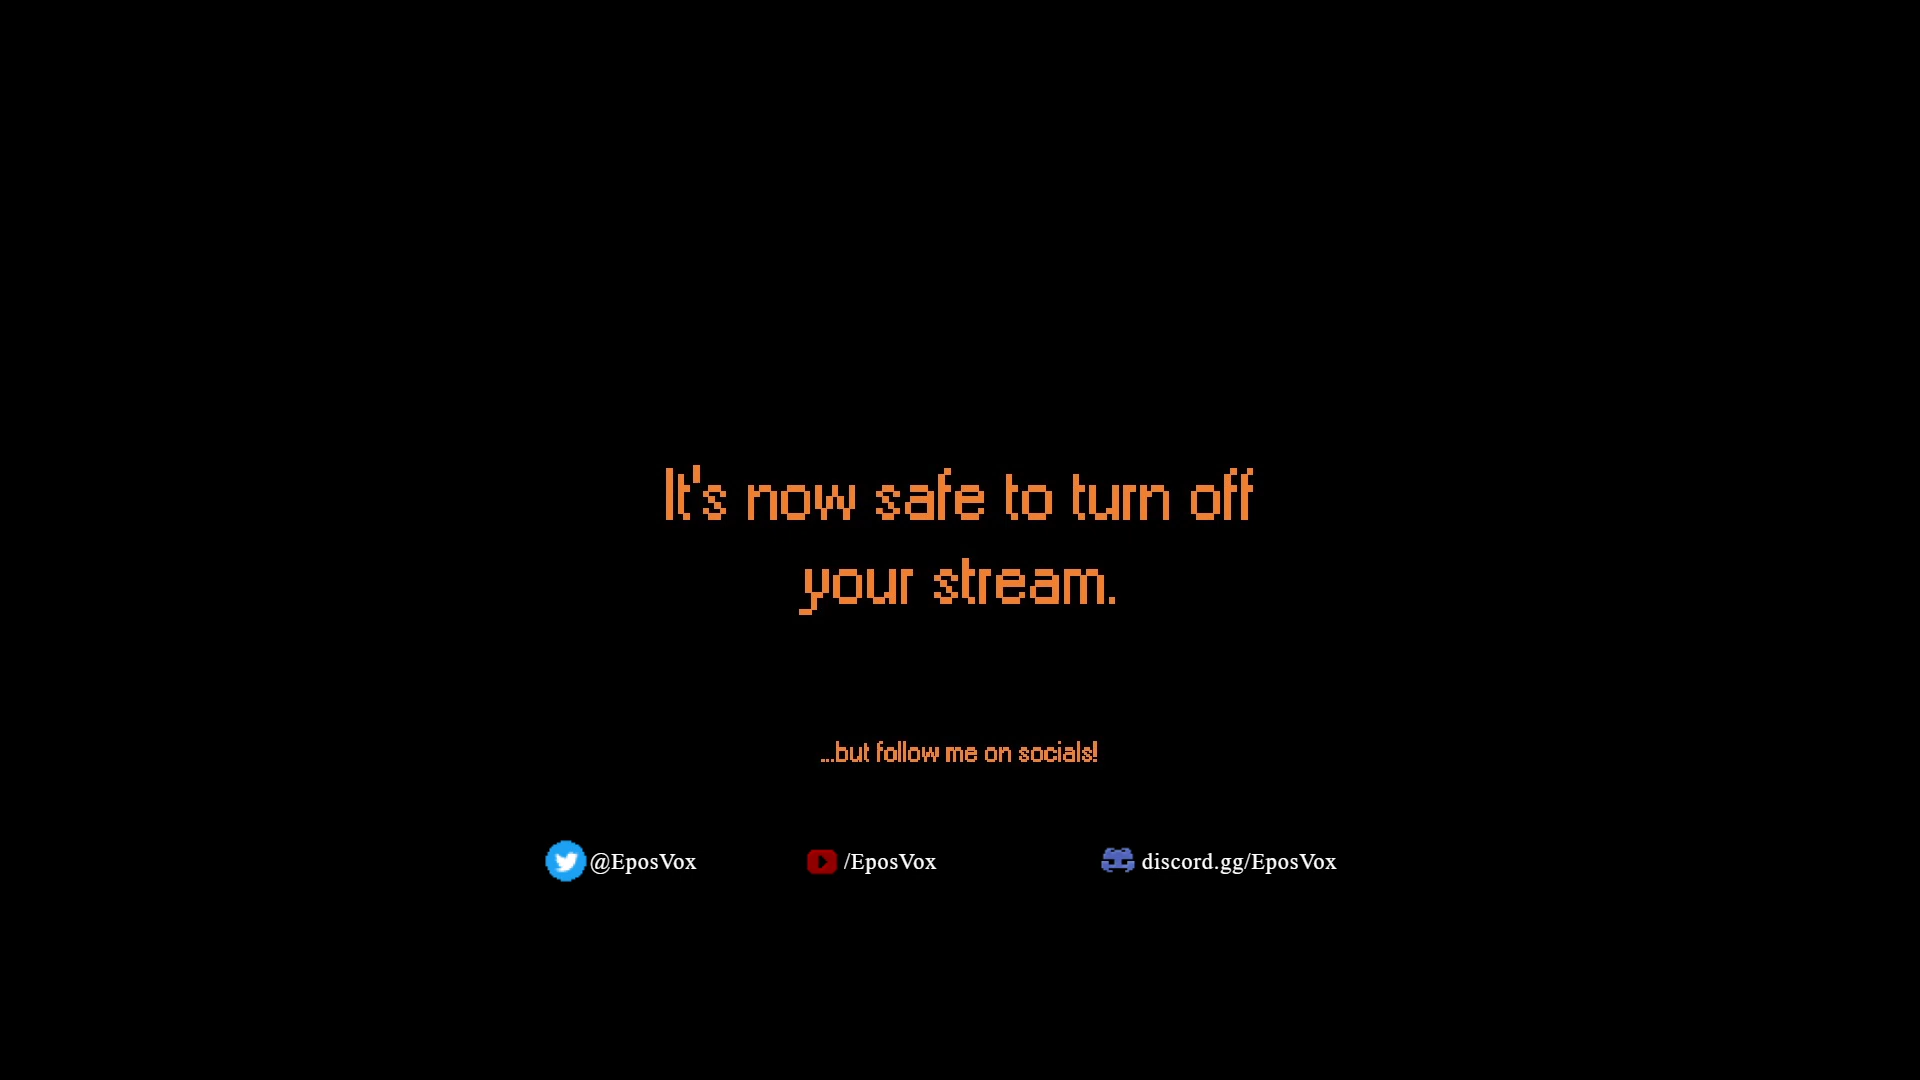 It's now safe to turn off
your stream.
...but follow me on socials!
@EposVox /EposVox discord.gg/EposVox